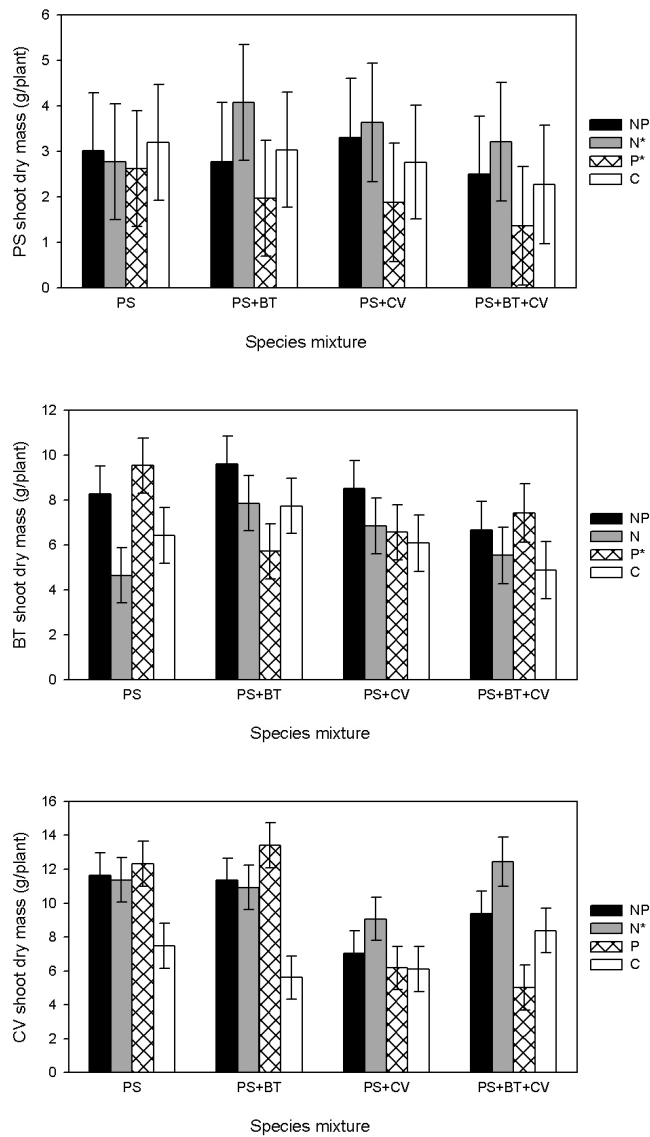 6
5
4
3
2
1
0
PS shoot dry mass (g/plant)
NP
N*
P*
C
PS PS+BT PS+CV PS+BT+CV
Species mixture
12
10
8
6
4
2
0
BT shoot dry mass (g/plant)
NP
N
P*
C
PS PS+BT PS+CV PS+BT+CV
Species mixture
16
14
12
10
8
6
4
2
0
CV shoot dry mass (g/plant)
NP
N*
P
C
PS PS+BT PS+CV PS+BT+CV
Species mixture